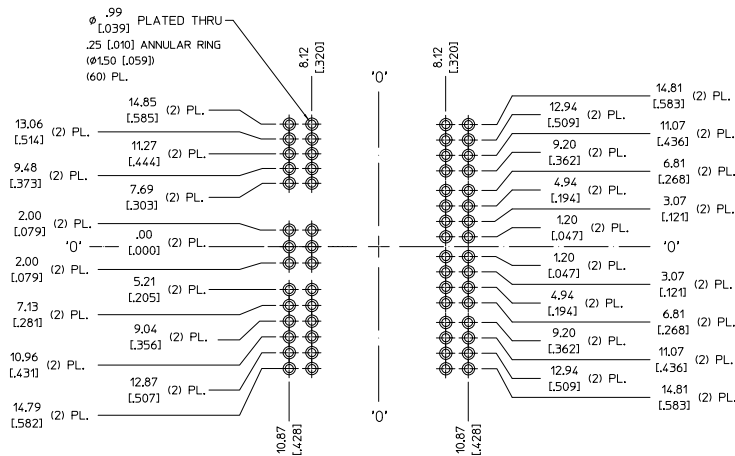 ø .99
[.039] PLATED THRU
.25 [.010] ANNULAR RING
(ø1.50 [.059])
(60) PL.
8.12
[.320]
'0'
8.12
[.320]
14.85
[.585] (2) PL.
13.06
[.514] (2) PL.
11.27
[.444] (2) PL.
9.48
[.373] (2) PL.
7.69
[.303] (2) PL.
2.00
[.079] (2) PL.
'0'
.00
[.000] (2) PL.
2.00
[.079] (2) PL.
5.21
[.205] (2) PL.
7.13
[.281] (2) PL.
9.04
[.356] (2) PL.
10.96
[.431] (2) PL.
12.87
[.507] (2) PL.
14.79
[.582] (2) PL.
10.87
[.428]
'0'
10.87
[.428]
14.81
[.583] (2) PL.
12.94
[.509] (2) PL.
11.07
[.436] (2) PL.
9.20
[.362] (2) PL.
6.81
[.268] (2) PL.
4.94
[.194] (2) PL.
3.07
[.121] (2) PL.
1.20
[.047] (2) PL.
'0'
1.20
[.047] (2) PL.
3.07
[.121] (2) PL.
4.94
[.194] (2) PL.
6.81
[.268] (2) PL.
9.20
[.362] (2) PL.
11.07
[.436] (2) PL.
12.94
[.509] (2) PL.
14.81
[.583] (2) PL.